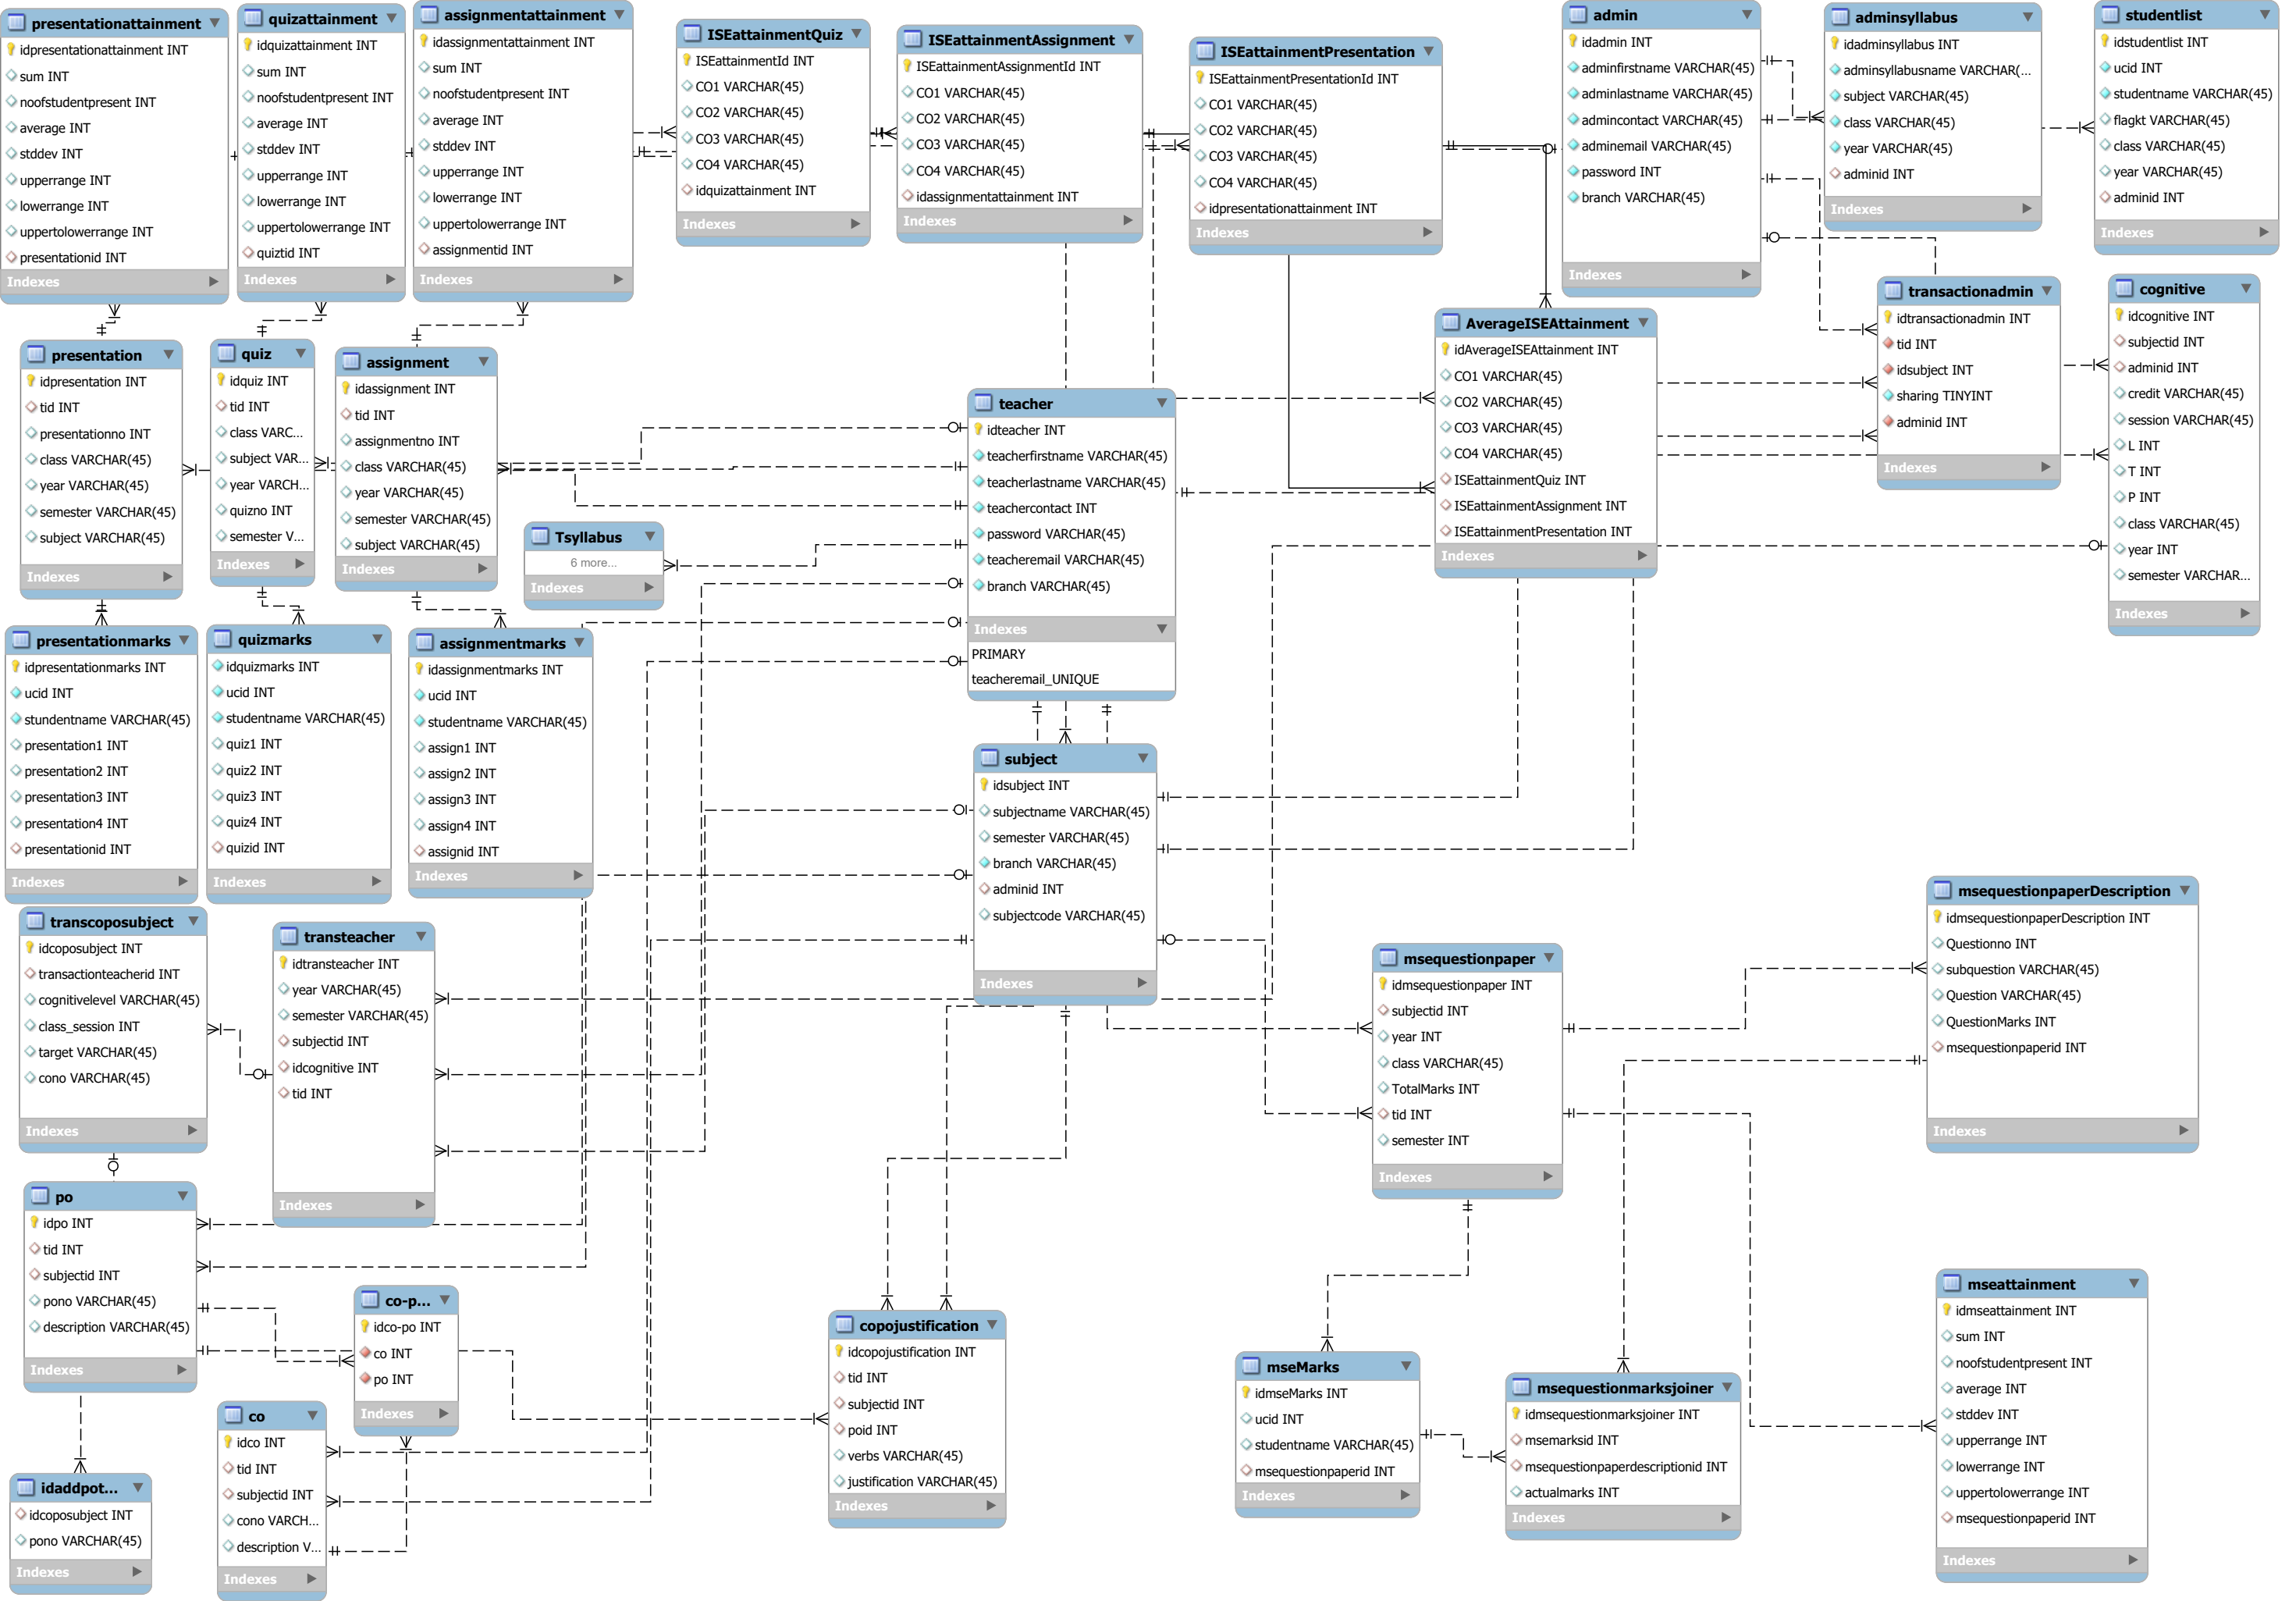 presentationattainment
idpresentationattainment INT
sum INT
noofstudentpresent INT
average INT
stddev INT
upperrange INT
lowerrange INT
uppertolowerrange INT
presentationid INT
Indexes
quizattainment
idquizattainment INT
sum INT
noofstudentpresent INT
average INT
stddev INT
upperrange INT
lowerrange INT
uppertolowerrange INT
quiztid INT
Indexes
assignmentattainment
idassignmentattainment INT
sum INT
noofstudentpresent INT
average INT
stddev INT
upperrange INT
lowerrange INT
uppertolowerrange INT
assignmentid INT
Indexes
ISEattainmentQuiz
ISEattainmentId INT
CO1 VARCHAR(45)
CO2 VARCHAR(45)
CO3 VARCHAR(45)
CO4 VARCHAR(45)
idquizattainment INT
Indexes
ISEattainmentAssignment
ISEattainmentAssignmentId INT
CO1 VARCHAR(45)
CO2 VARCHAR(45)
CO3 VARCHAR(45)
CO4 VARCHAR(45)
idassignmentattainment INT
Indexes
ISEattainmentPresentation
ISEattainmentPresentationId INT
CO1 VARCHAR(45)
CO2 VARCHAR(45)
CO3 VARCHAR(45)
CO4 VARCHAR(45)
idpresentationattainment INT
Indexes
admin
idadmin INT
adminfirstname VARCHAR(45)
adminlastname VARCHAR(45)
admincontact INT
adminemail VARCHAR(45)
password INT
branch VARCHAR(45)
Indexes
adminsyllabus
idadminsyllabus INT
adminsyllabusname VARCHAR(...
subject VARCHAR(45)
class VARCHAR(45)
year VARCHAR(45)
adminid INT
Indexes
studentlist
idstudentlist INT
ucid INT
studentname VARCHAR(45)
flagkt VARCHAR(45)
class VARCHAR(45)
year VARCHAR(45)
adminid INT
Indexes
presentation
idpresentation INT
tid INT
presentationno INT
class VARCHAR(45)
year VARCHAR(45)
semester VARCHAR(45)
subject VARCHAR(45)
Indexes
quiz
idquiz INT
tid INT
class VARC...
subject VAR...
year VARCH...
quizno INT
semester V...
Indexes
assignment
idassignment INT
tid INT
assignmentno INT
class VARCHAR(45)
year VARCHAR(45)
semester VARCHAR(45)
subject VARCHAR(45)
Indexes
Tsyllabus
6 more...
Indexes
teacher
idteacher INT
teacherfirstname VARCHAR(45)
teacherlastname VARCHAR(45)
teachercontact INT
password VARCHAR(45)
teacheremail VARCHAR(45)
branch VARCHAR(45)
Indexes
PRIMARY
teacheremail_UNIQUE
AverageISEAttainment
idAverageISEAttainment INT
CO1 VARCHAR(45)
CO2 VARCHAR(45)
CO3 VARCHAR(45)
CO4 VARCHAR(45)
ISEattainmentQuiz INT
ISEattainmentAssignment INT
ISEattainmentPresentation INT
Indexes
transactionadmin
idtransactionadmin INT
tid INT
idsubject INT
sharing TINYINT
adminid INT
Indexes
cognitive
idcognitive INT
subjectid INT
adminid INT
credit VARCHAR(45)
session VARCHAR(45)
L INT
T INT
P INT
class VARCHAR(45)
year INT
semester VARCHAR...
Indexes
presentationmarks
idpresentationmarks INT
ucid INT
stundentname VARCHAR(45)
presentation1 INT
presentation2 INT
presentation3 INT
presentation4 INT
presentationid INT
Indexes
quizmarks
idquizmarks INT
ucid INT
studentname VARCHAR(45)
quiz1 INT
quiz2 INT
quiz3 INT
quiz4 INT
quizid INT
Indexes
assignmentmarks
idassignmentmarks INT
ucid INT
studentname VARCHAR(45)
assign1 INT
assign2 INT
assign3 INT
assign4 INT
assignid INT
Indexes
subject
idsubject INT
subjectname VARCHAR(45)
semester VARCHAR(45)
branch VARCHAR(45)
adminid INT
subjectcode VARCHAR(45)
Indexes
transcoposubject
idcoposubject INT
transactionteacherid INT
cognitivelevel VARCHAR(45)
class_session INT
target VARCHAR(45)
cono VARCHAR(45)
Indexes
transteacher
idtransteacher INT
year VARCHAR(45)
semester VARCHAR(45)
subjectid INT
idcognitive INT
tid INT
Indexes
msequestionpaper
idmsequestionpaper INT
subjectid INT
year INT
class VARCHAR(45)
TotalMarks INT
tid INT
semester INT
Indexes
msequestionpaperDescription
idmsequestionpaperDescription INT
Questionno INT
subquestion VARCHAR(45)
Question VARCHAR(45)
QuestionMarks INT
msequestionpaperid INT
Indexes
po
idpo INT
tid INT
subjectid INT
pono VARCHAR(45)
description VARCHAR(45)
Indexes
co-p...
idco-po INT
co INT
po INT
Indexes
copojustification
idcopojustification INT
tid INT
subjectid INT
poid INT
verbs VARCHAR(45)
justification VARCHAR(45)
Indexes
mseMarks
idmseMarks INT
ucid INT
studentname VARCHAR(45)
msequestionpaperid INT
Indexes
msequestionmarksjoiner
idmsequestionmarksjoiner INT
msemarksid INT
msequestionpaperdescriptionid INT
actualmarks INT
Indexes
mseattainment
idmseattainment INT
sum INT
noofstudentpresent INT
average INT
stddev INT
upperrange INT
lowerrange INT
uppertolowerrange INT
msequestionpaperid INT
Indexes
idaddpot...
idcoposubject INT
pono VARCHAR(45)
Indexes
co
idco INT
tid INT
subjectid INT
cono VARCH...
description V...
Indexes